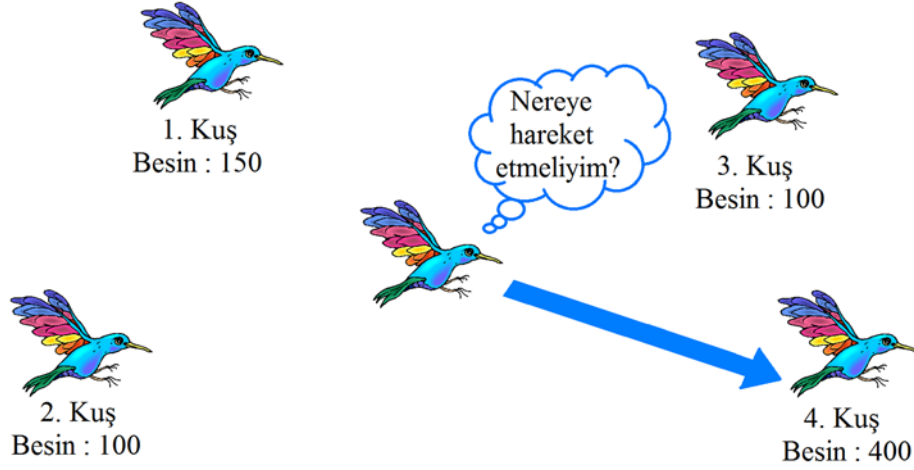 1. Kuş
Besin : 150
Nereye
hareket
etmeliyim?
3. Kuş
Besin : 100
2. Kuş
Besin : 100
4. Kuş
Besin : 400